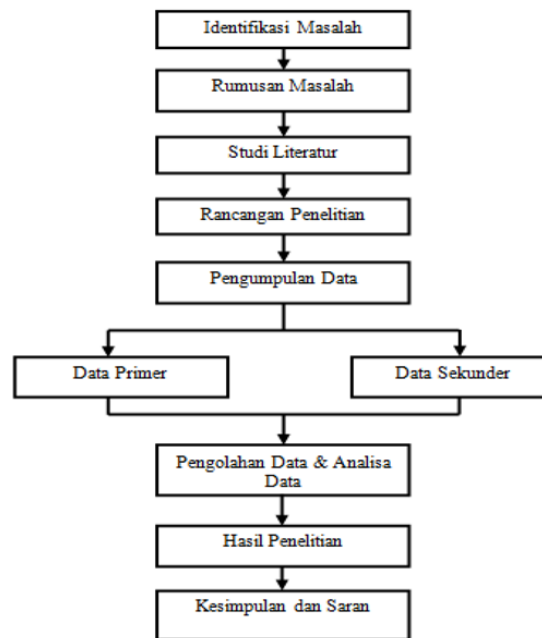 Identifikasi Masalah
Rumusan Masalah
Studi Literatur
Rancangan Penelitian
Pengumpulan Data
Data Primer
Data Sekunder
Pengolahan Data & Analisa
Data
Hasil Penelitian
Kesimpulan dan Saran